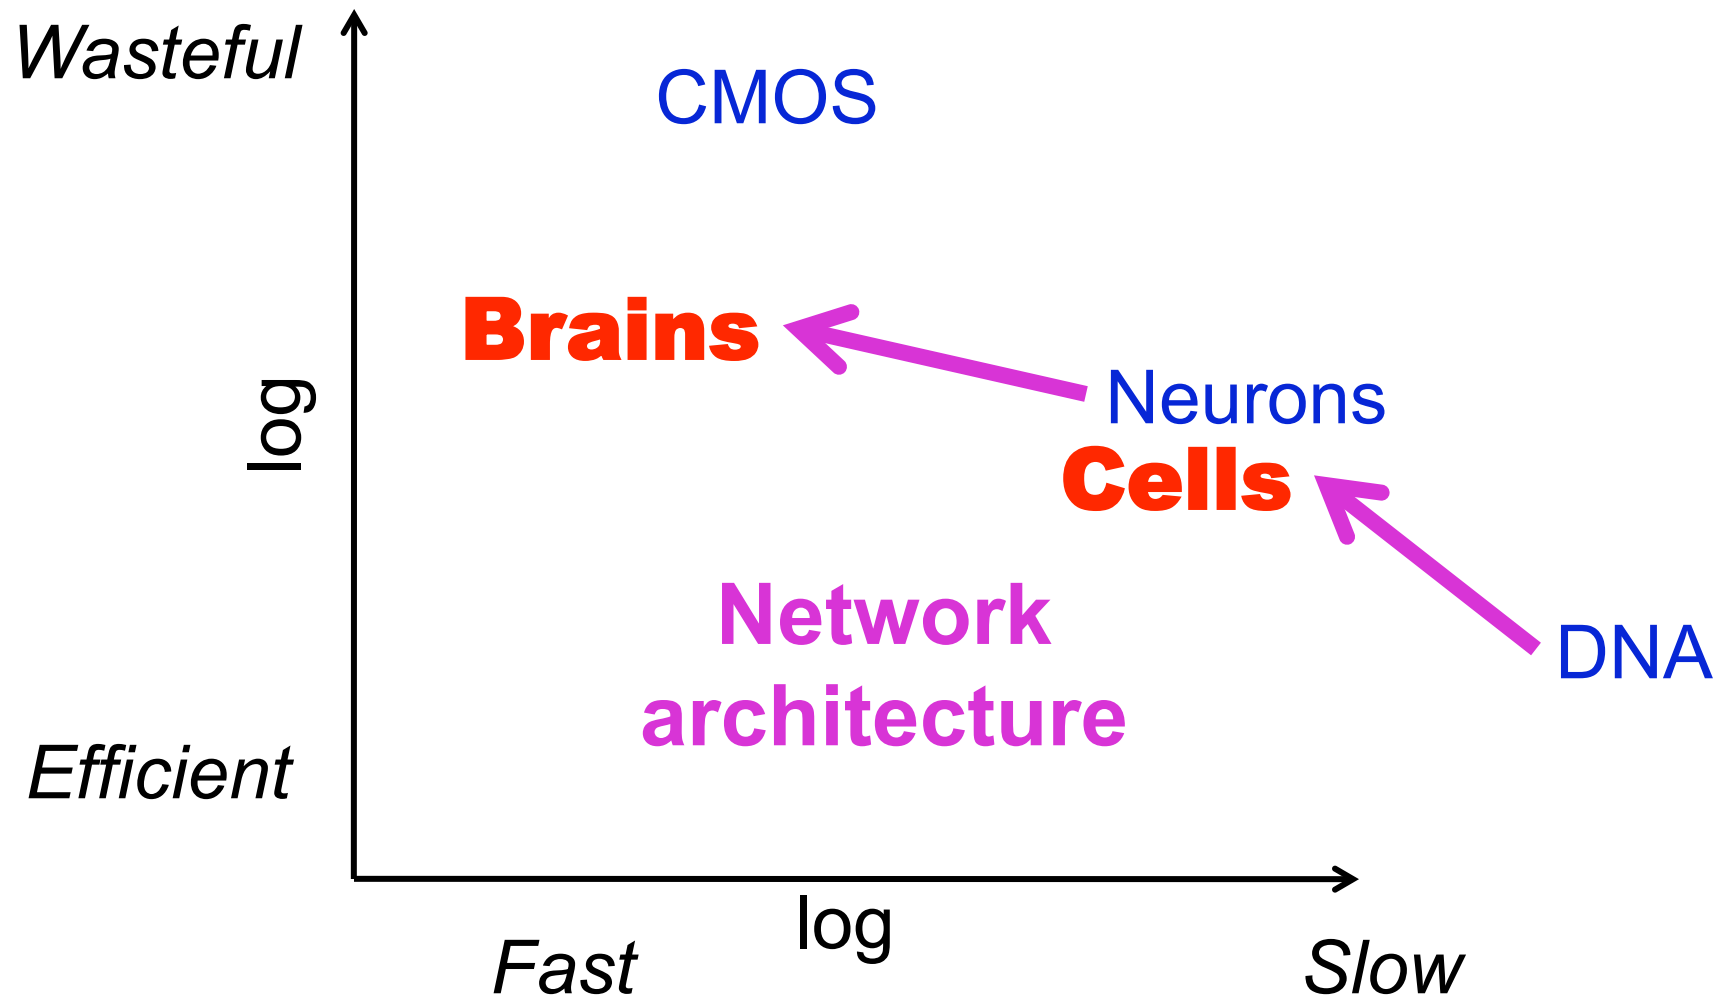 Wasteful
CMOS
Brains
log
Neurons
Cells
Network
architecture
DNA
Efficient
log
Fast
Slow